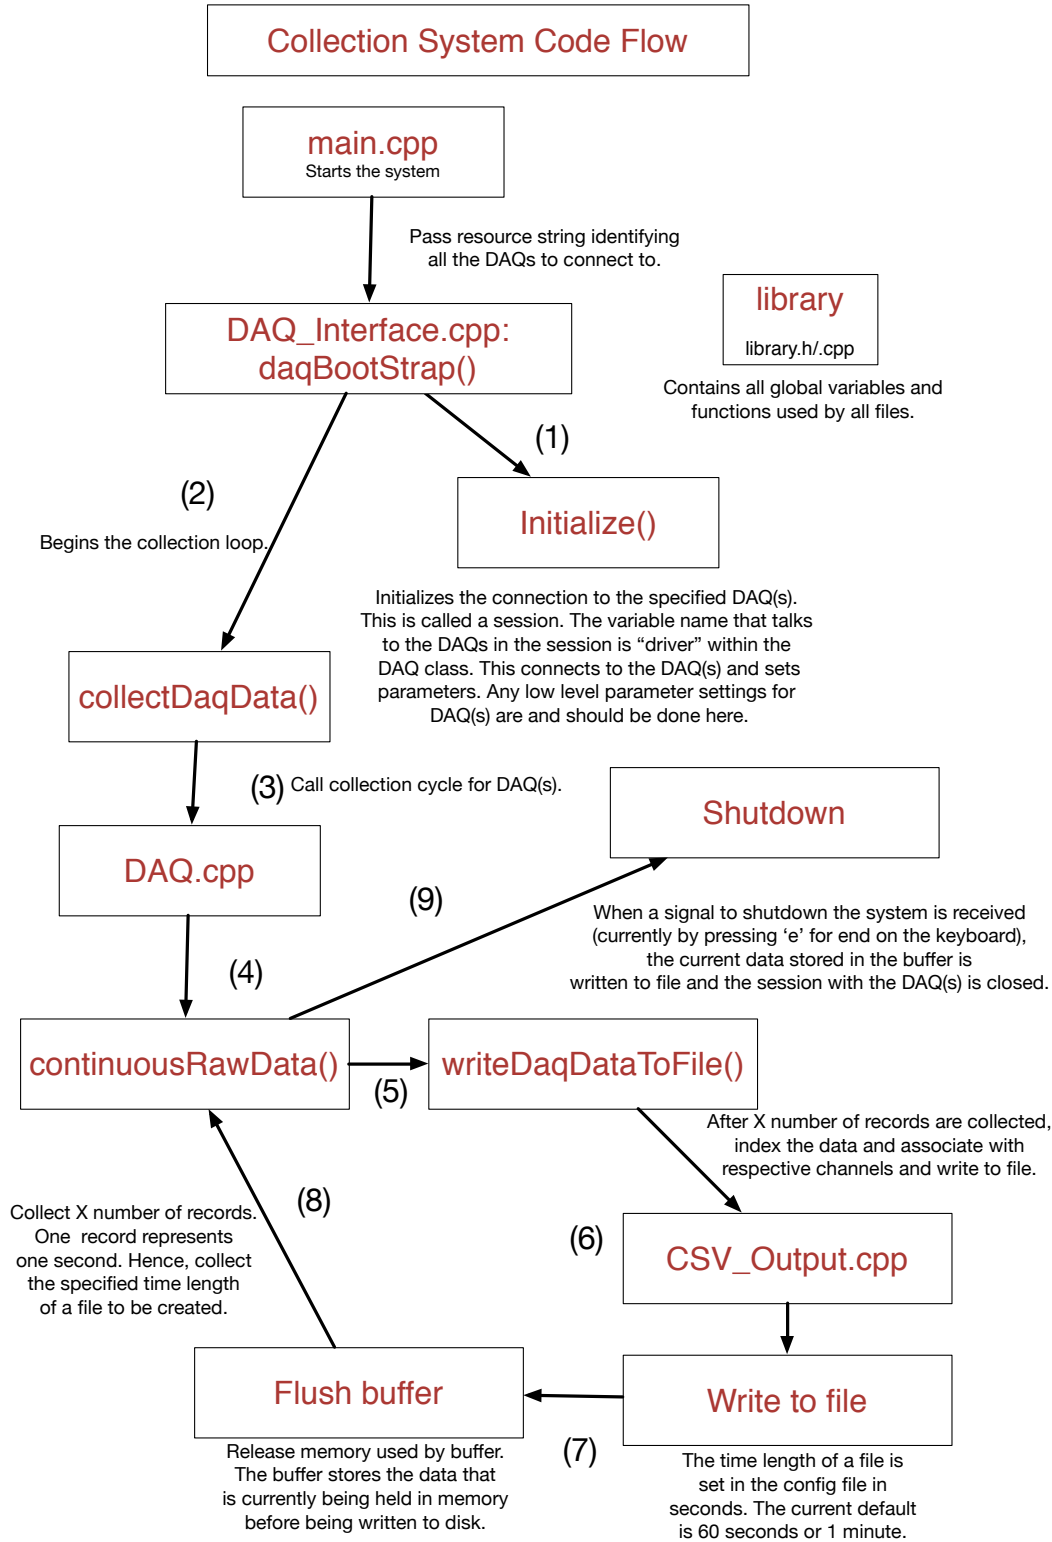 Collection System Code Flow
main.cpp
Starts the system
Pass resource string identifying
all the DAQs to connect to.
DAQ_Interface.cpp:
daqBootStrap()
library
library.h/.cpp
Contains all global variables and
functions used by all files.
(1)
(2)
Initialize()
Begins the collection loop.
Initializes the connection to the specified DAQ(s).
This is called a session. The variable name that talks
to the DAQs in the session is “driver” within the
DAQ class. This connects to the DAQ(s) and sets
parameters. Any low level parameter settings for
DAQ(s) are and should be done here.
collectDaqData()
(3) Call collection cycle for DAQ(s).
Shutdown
DAQ.cpp
(9)
When a signal to shutdown the system is received
(currently by pressing ‘e’ for end on the keyboard),
the current data stored in the buffer is
written to file and the session with the DAQ(s) is closed.
(4)
continuousRawData()
(5)
writeDaqDataToFile()
After X number of records are collected,
index the data and associate with
respective channels and write to file.
(8)
Collect X number of records.
One record represents
one second. Hence, collect
the specified time length
of a file to be created.
(6)
CSV_Output.cpp
Flush buffer
Write to file
(7)
Release memory used by buffer.
The buffer stores the data that
is currently being held in memory
before being written to disk.
The time length of a file is
set in the config file in
seconds. The current default
is 60 seconds or 1 minute.